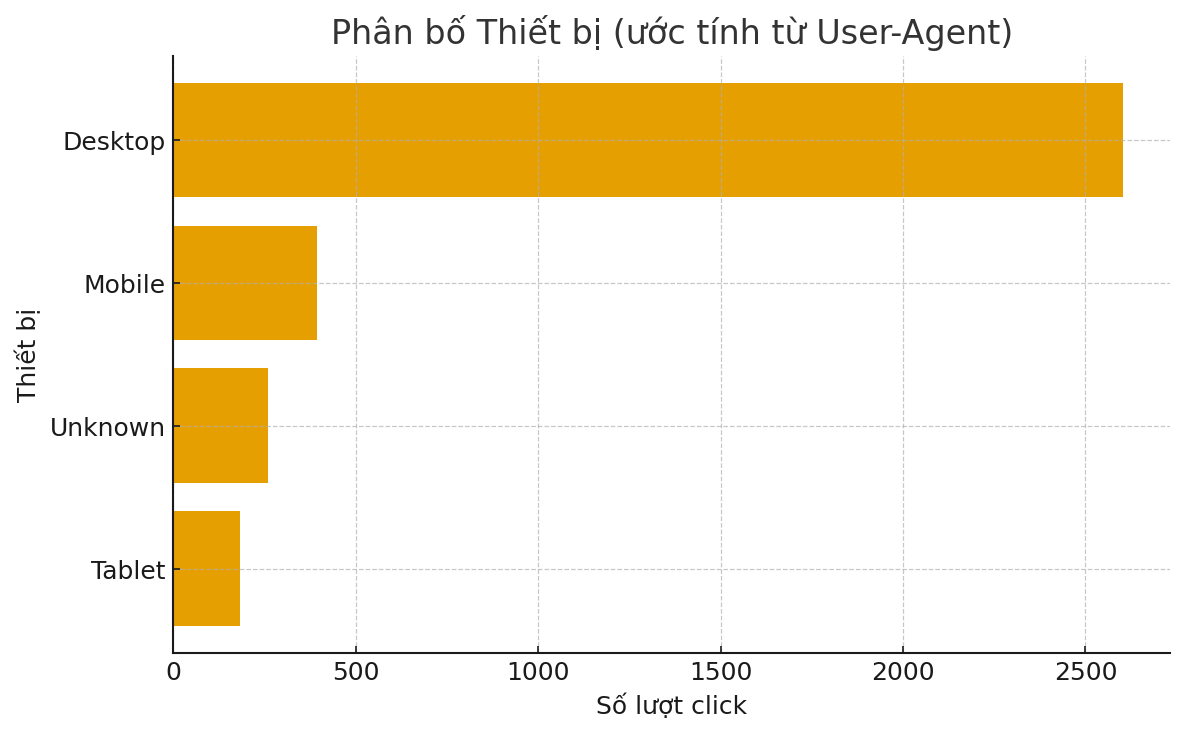 Phân bố Thiết bị (ước tính từ User-Agent)
Thiết bị
Desktop
Mobile
Unknown
Tablet
0 500 1000 1500 2000 2500
Số lượt click